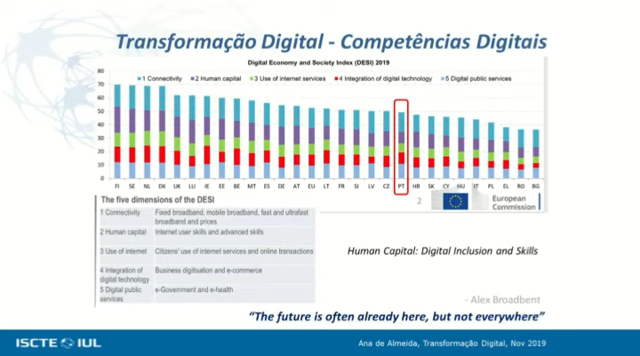 Transformação Digital - Competências Digitais
Digital Economy and Society Index (DESI) 2019
1 Connectivity 2 Human capital 3 Use of internet services 4 Integration of digital technology 5 Digital public services
80
70
60
50
40
30
20
10
0
FI SE NL DK UK LU IE EE BE MT ES DE AT EU LT FR SI LV CZ PT HR SK CY HU IT PL EL RO BG
The five dimensions of the DESI
1 Connectivity Fixed broadband, mobile broadband, fast and ultrafast
broadband and prices
2 Human capital Internet user skills and advanced skills
3 Use of internet Citizens' use of internet services and online transactions
4 Integration of Business digitisation and e-commerce
digital technology
5 Digital public e-Government and e-health
services
2
European
Commission
Human Capital: Digital Inclusion and Skills
- Alex Broadbent
“The future is often already here, but not everywhere”
ISCTE IUL
Ana de Almeida, Transformação Digital, Nov 2019